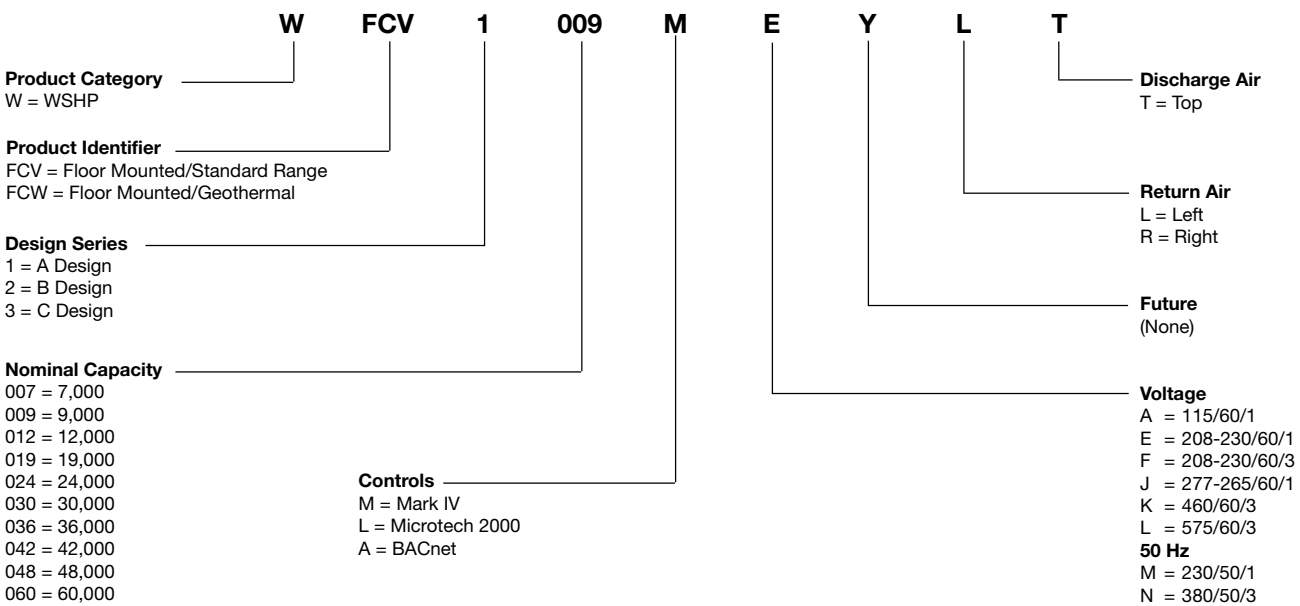 W FCV 1 009 M E Y L T
Product Category
W = WSHP
Product Identifier
FCV = Floor Mounted/Standard Range
FCW = Floor Mounted/Geothermal
Design Series
1 = A Design
2 = B Design
3 = C Design
Nominal Capacity
007 = 7,000
009 = 9,000
012 = 12,000
019 = 19,000
024 = 24,000
030 = 30,000
036 = 36,000
042 = 42,000
048 = 48,000
060 = 60,000
Controls
M = Mark IV
L = Microtech 2000
A = BACnet
Discharge Air
T = Top
Return Air
L = Left
R = Right
Future
(None)
Voltage
A = 115/60/1
E = 208-230/60/1
F = 208-230/60/3
J = 277-265/60/1
K = 460/60/3
L = 575/60/3
50 Hz
M = 230/50/1
N = 380/50/3